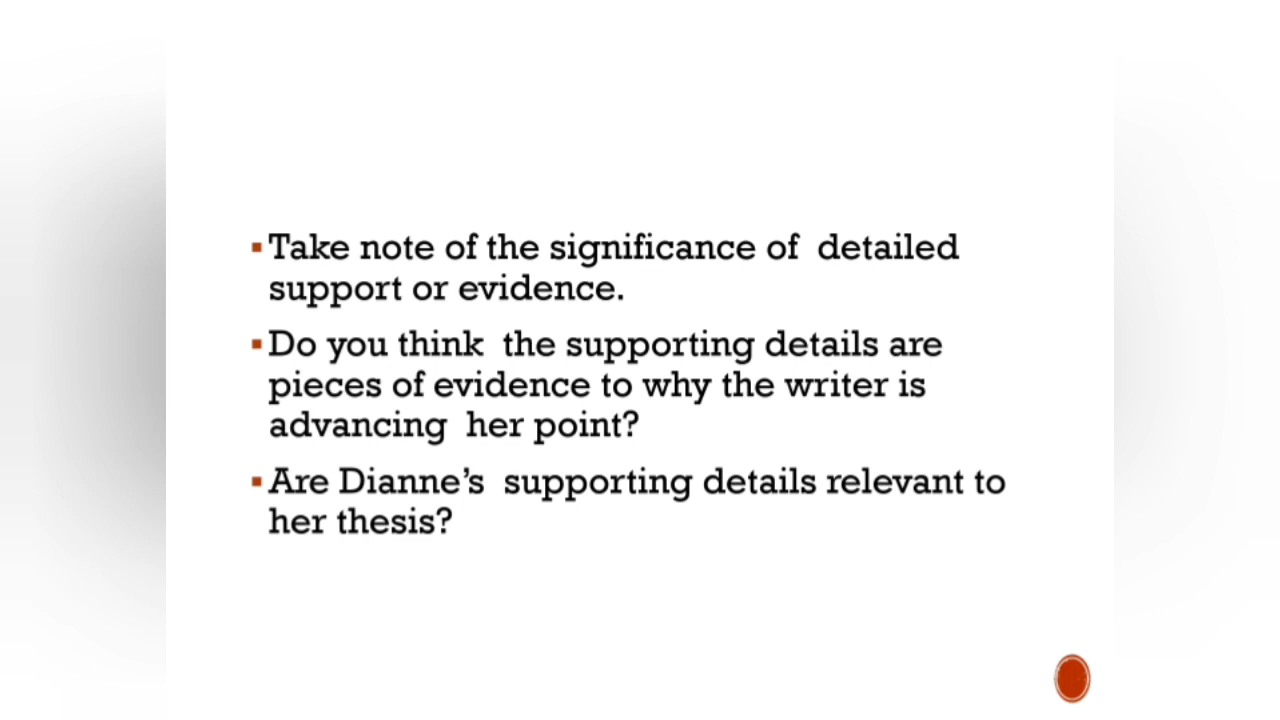 ▪Take note of the significance of detailed
support or evidence.
▪Do you think the supporting details are
pieces of evidence to why the writer is
advancing her point?
▪Are Dianne’s supporting details relevant to
her thesis?